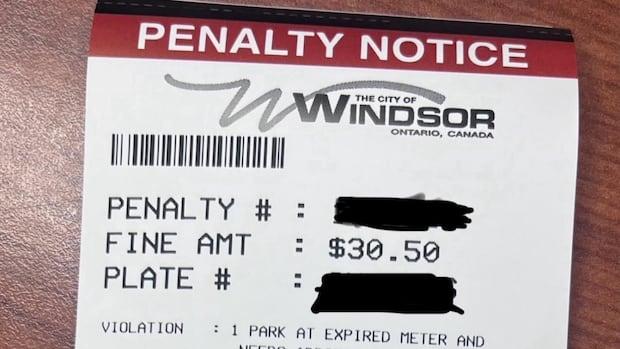 PENALTY NOTICE
THE CITY OF
WINDSOR
ONTARIO, CANADA
PENALTY # :
FINE AMT : $30.50
PLATE # :
VIOLATION : 1 PARK AT EXPIRED METER AND